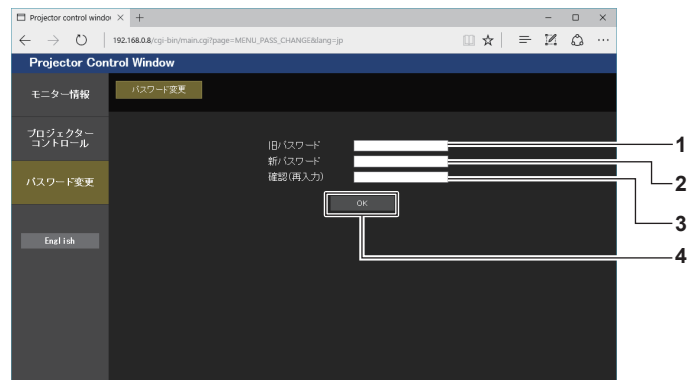 Projector control windo
192.168.0.8/cgi-bin/main.cgi?page=MENU_PASS_CHANGE&lang=jp
Projector Control Window
モニター情報
パスワード変更
プロジェクター
コントロール
パスワード変更
English
旧パスワード
新パスワード
確認(再入力)
OK
1
2
3
4